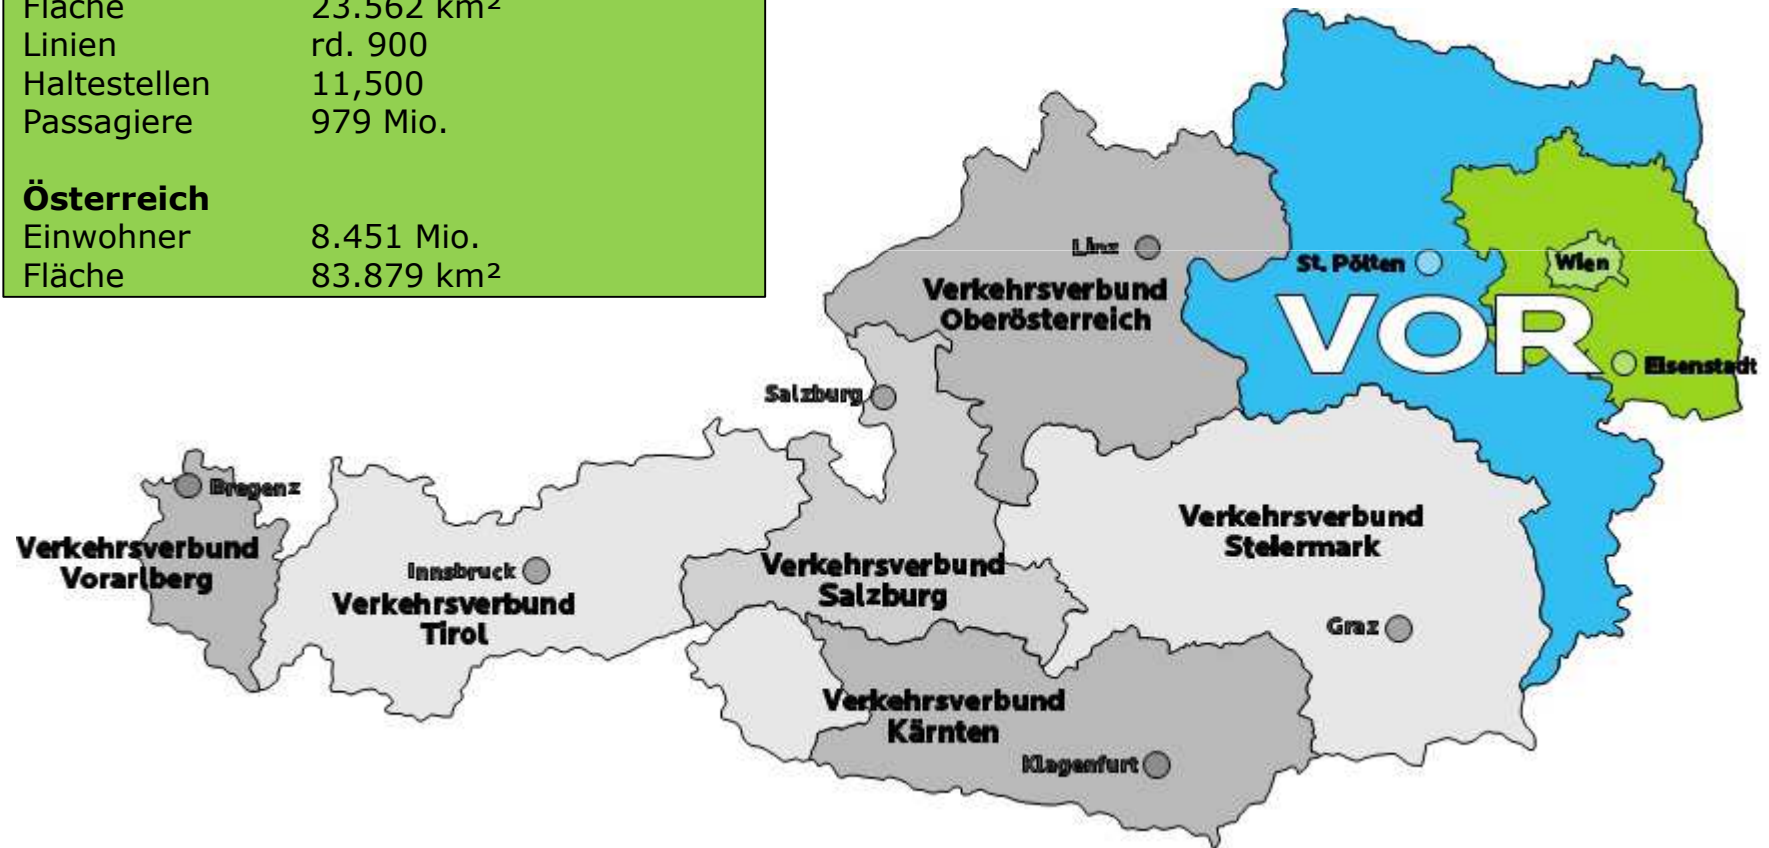 Fläche 23.562 km²
Linien rd. 900
Haltestellen 11,500
Passagiere 979 Mio.
Österreich
Einwohner 8.451 Mio.
Fläche 83.879 km²
Linz
Verkehrsverbund
Oberösterreich
St. Pölten
Wien
VOR
Eisenstadt
Salzburg
Bregenz
Verkehrsverbund
Vorarlberg
Innsbruck
Verkehrsverbund
Tirol
Verkehrsverbund
Salzburg
Verkehrsverbund
Steiermark
Graz
Verkehrsverbund
Kärnten
Klagenfurt